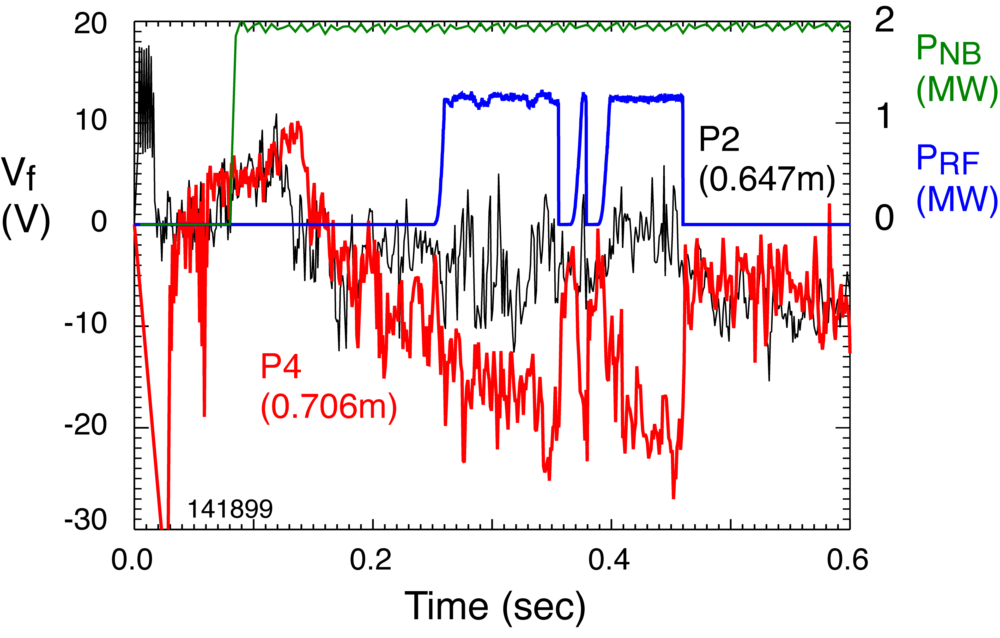 20
10
0
-10
-20
-30
Vf
(V)
2
1
0
PNB
(MW)
PRF
(MW)
P2
(0.647m)
P4
(0.706m)
141899
0.0 0.2 0.4 0.6
Time (sec)